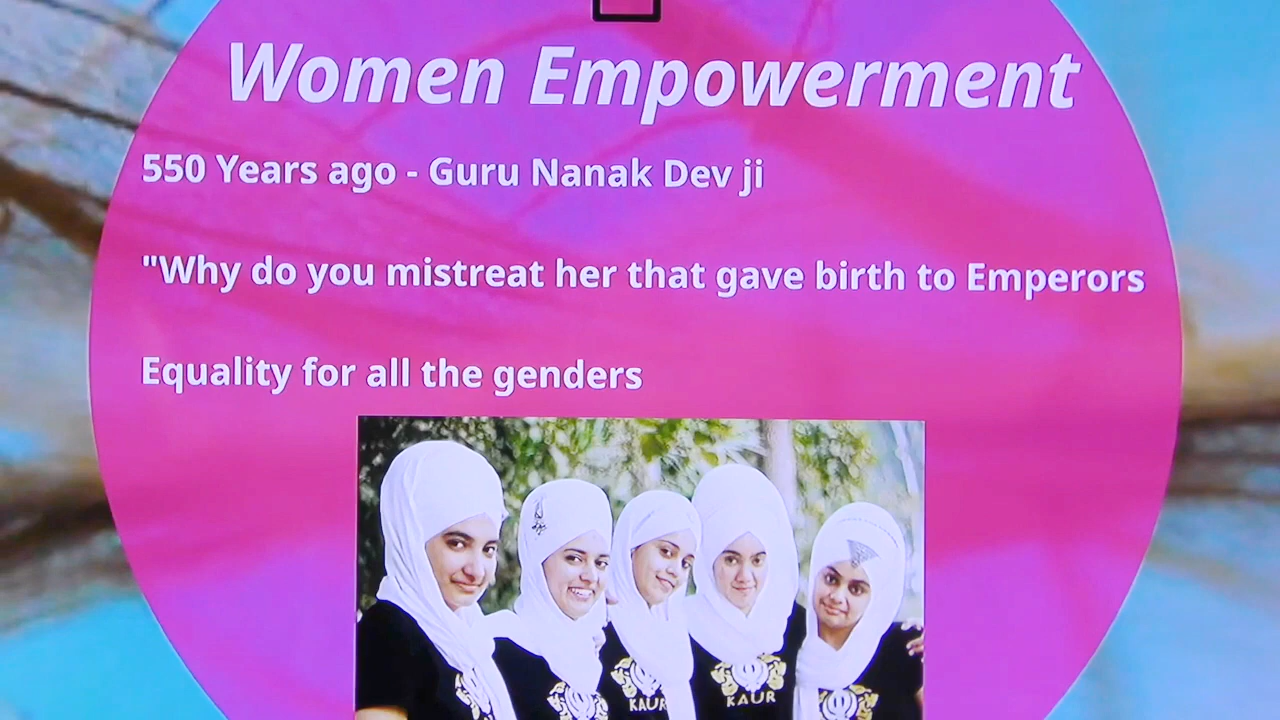 Women Empowerment
550 Years ago - Guru Nanak Dev ji
"Why do you mistreat her that gave birth to Emperors
Equality for all the genders
KAUR
KAUR